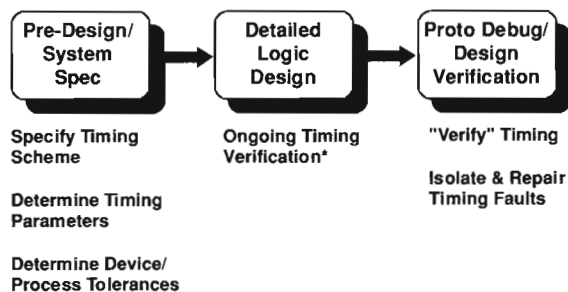 Pre-Design/
System
Spec
Detailed
Logic
Design
Proto Debug/
Design
Verification
Specify Timing
Scheme
Determine Timing
Parameters
Determine Device/
Process Tolerances
Ongoing Timing
Verification*
"Verify" Timing
Isolate & Repair
Timing Faults